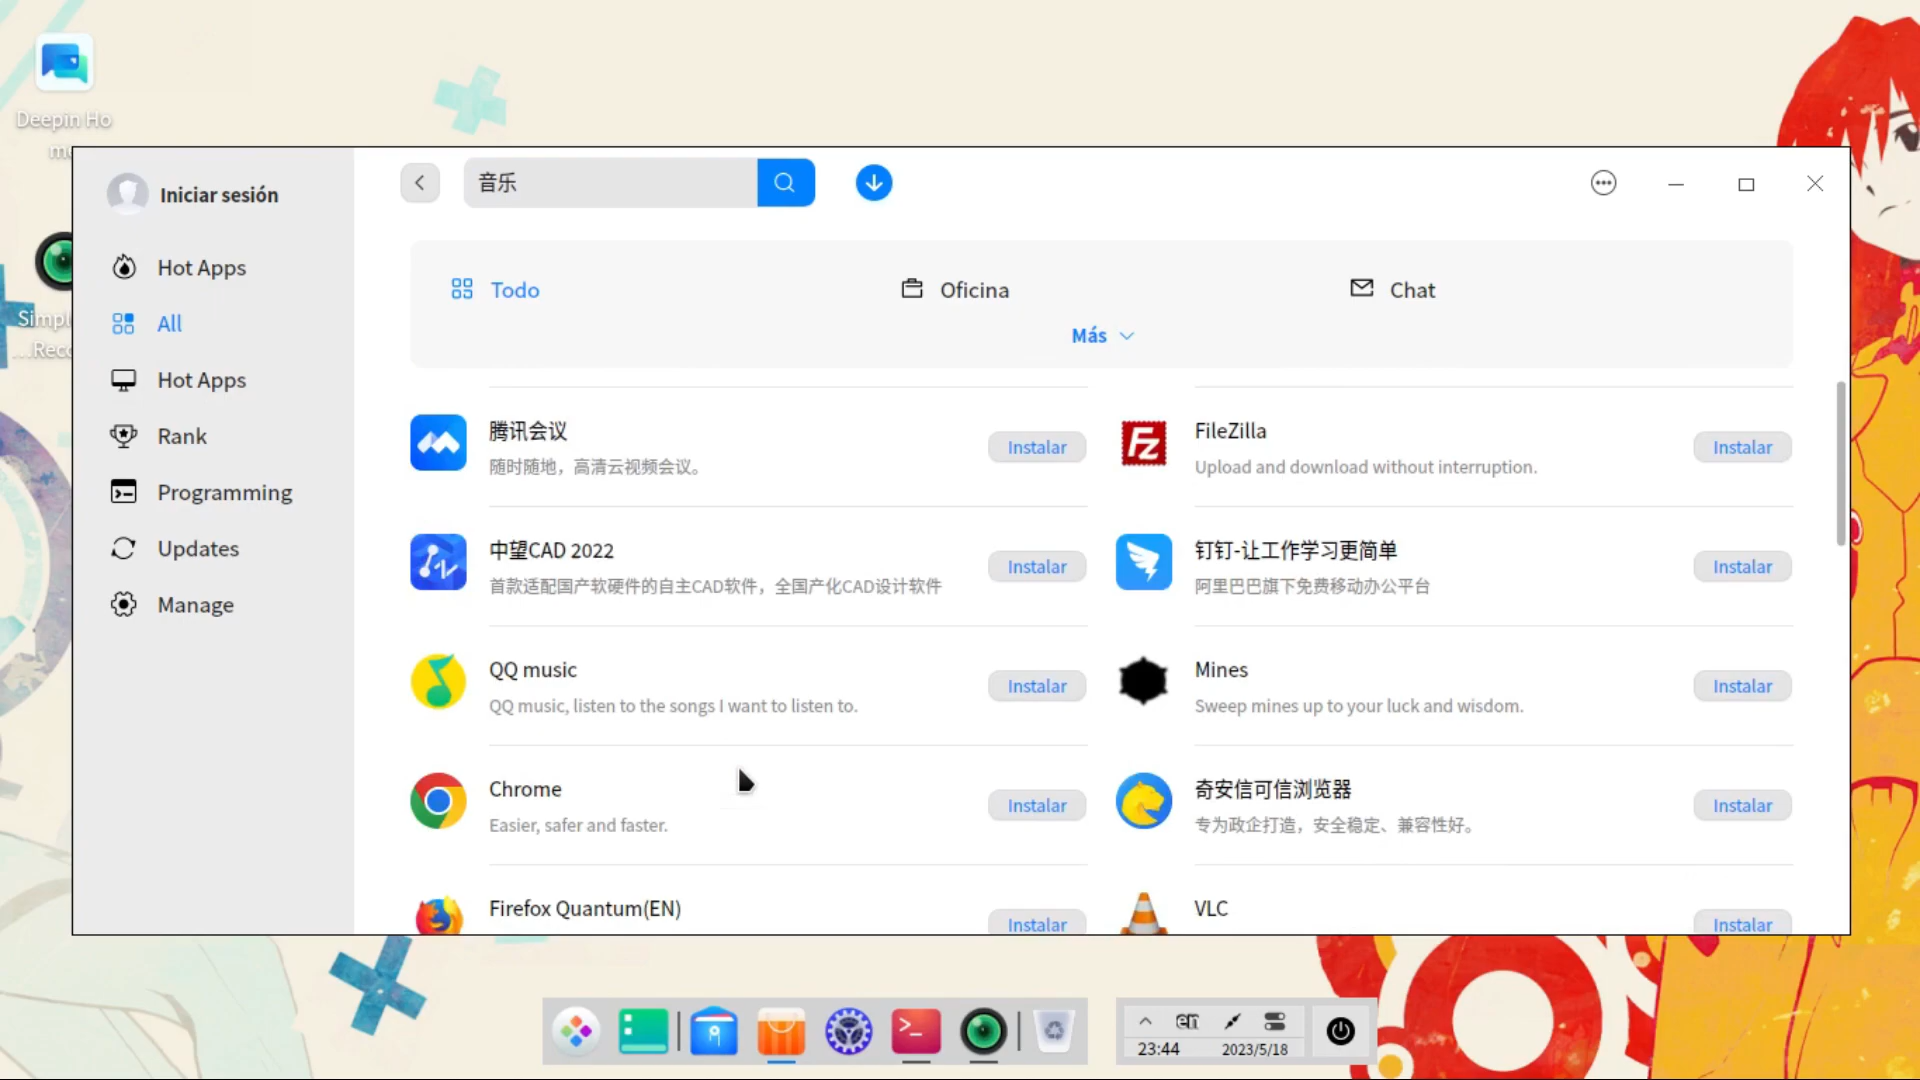 Deepin Ho
me
Simpl
...Reco
Iniciar sesión
Hot Apps
All
Hot Apps
Rank
Programming
Updates
Manage
音乐
Todo
Oficina
Chat
Más
腾讯会议
随时随地，高清云视频会议。
Instalar
FileZilla
Upload and download without interruption.
Instalar
中望CAD 2022
首款适配国产软硬件的自主CAD软件，全国产化CAD设计软件
Instalar
钉钉-让工作学习更简单
阿里巴巴旗下免费移动办公平台
Instalar
QQ music
QQ music, listen to the songs I want to listen to.
Instalar
Mines
Sweep mines up to your luck and wisdom.
Instalar
Chrome
Easier, safer and faster.
Instalar
奇安信可信浏览器
专为政企打造，安全稳定、兼容性好。
Instalar
Firefox Quantum(EN)
Instalar
VLC
Instalar
en
23:44
2023/5/18